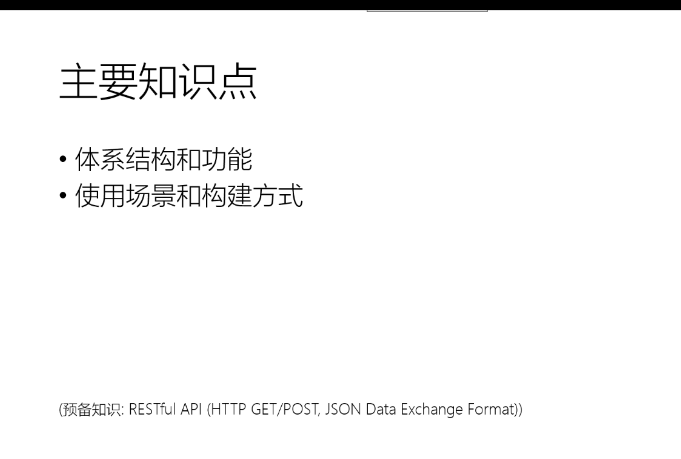 主要知识点
• 体系结构和功能
• 使用场景和构建方式
(预备知识: RESTful API (HTTP GET/POST, JSON Data Exchange Format))